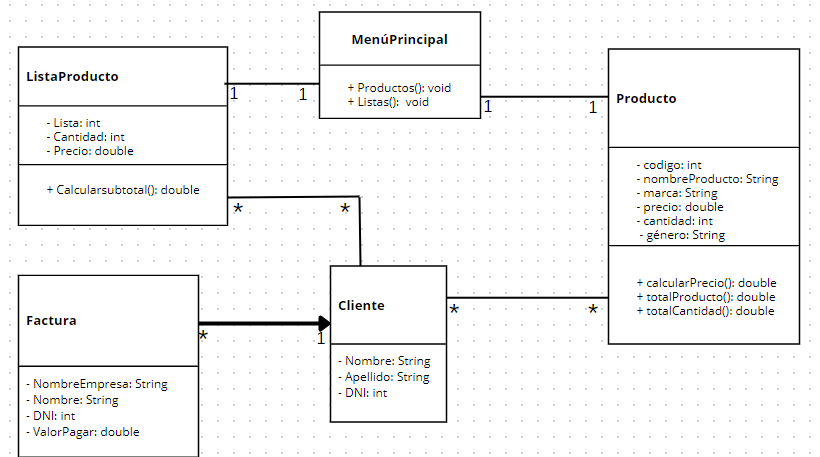 MenúPrincipal
+ Productos(): void
+ Listas():  void
ListaProducto
- Lista: int
- Cantidad: int
- Precio: double
+ Calcularsubtotal(): double
1
1
1
1
Producto
- codigo: int
- nombreProducto: String
- marca: String
- precio: double
- cantidad: int
- género: String
+ calcularPrecio(): double
+ totalProducto(): double
+ totalCantidad(): double
*
*
Factura
- NombreEmpresa: String
- Nombre: String
- DNI: int
- ValorPagar: double
*
1
Cliente
- Nombre: String
- Apellido: String
- DNI: int
*
*